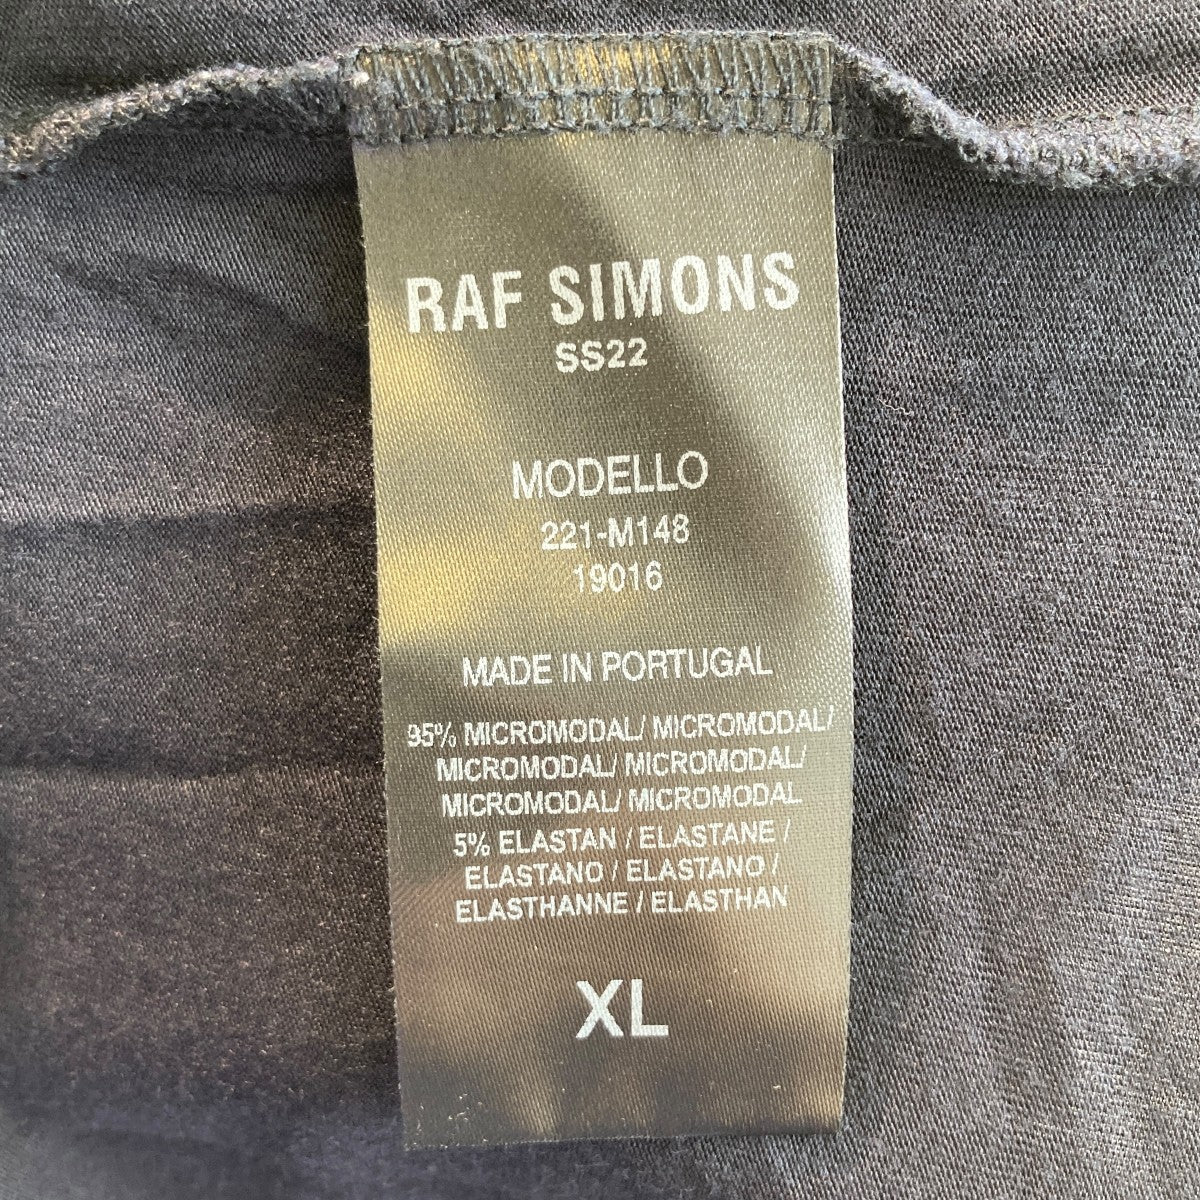 RAF SIMONS
SS22
MODELLO
221-M148
19016
MADE IN PORTUGAL
95% MICROMODAL/ MICROMODAL/
MICROMODAL/ MICROMODAL/
MICROMODAL/ MICROMODAL
5% ELASTAN / ELASTANE /
ELASTANO / ELASTANO /
ELASTHANNE / ELASTHAN
XL